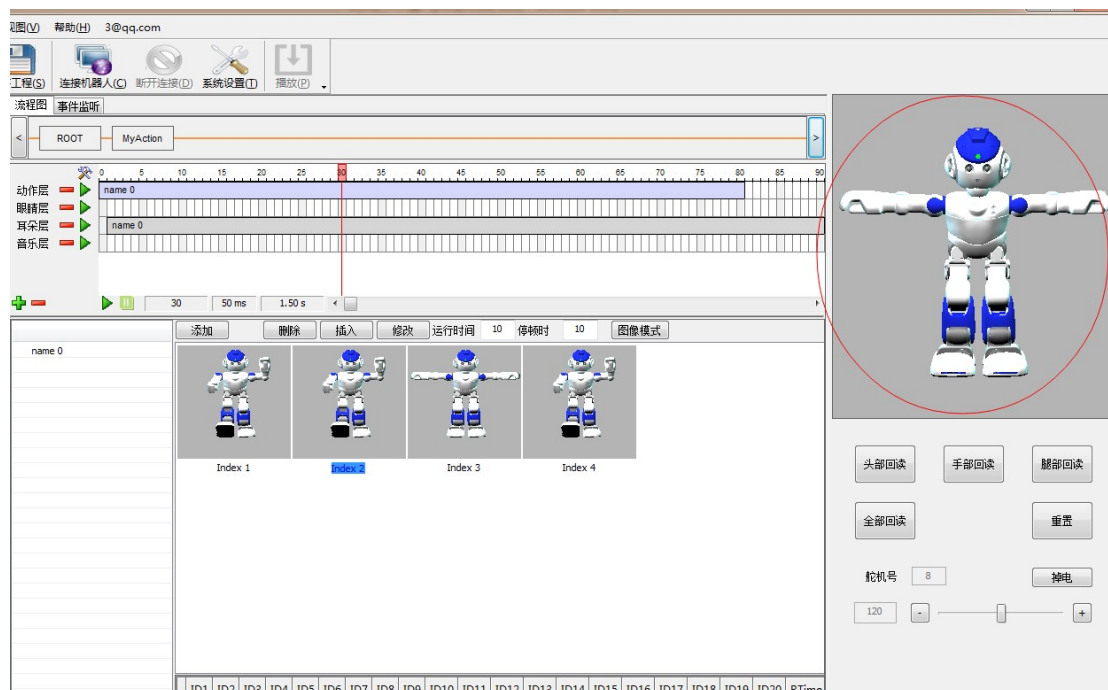 视图(V) 帮助(H) 3@qq.com
工程(S) 连接机器人(C) 断开连接(D) 系统设置(T) 播放(P)
流程图 事件监听
< ROOT MyAction >
0 5 10 15 20 25 30 35 40 45 50 55 60 65 70 75 80 85 90
动作层 name 0
眼睛层
耳朵层 name 0
音乐层
30 50 ms 1.50 s
添加 删除 插入 修改 运行时间 10 停顿时 10 图像模式
name 0
Index 1 Index 2 Index 3 Index 4
头部回读 手部回读 腿部回读
全部回读 重置
舵机号 8 掉电
120 - +
ID1 ID2 ID3 ID4 ID5 ID6 ID7 ID8 ID9 ID10 ID11 ID12 ID13 ID14 ID15 ID16 ID17 ID18 ID19 ID20 RTime